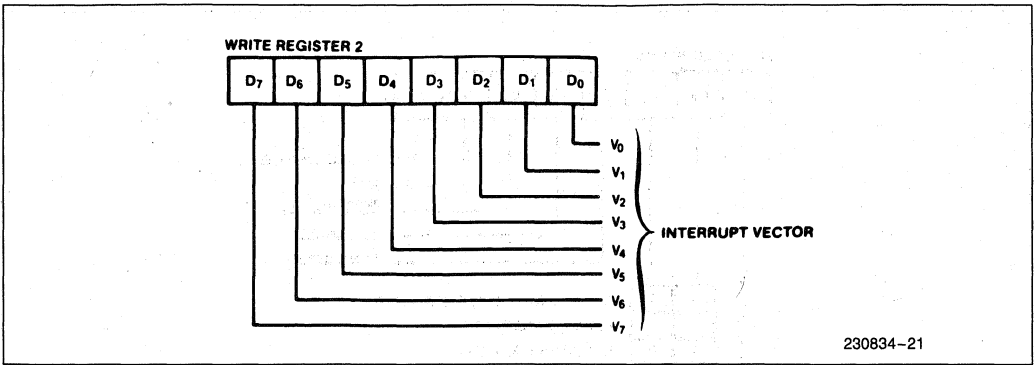 WRITE REGISTER 2
D7 D6 D5 D4 D3 D2 D1 D0
V0
V1
V2
V3
V4
V5
V6
V7
INTERRUPT VECTOR
230834-21